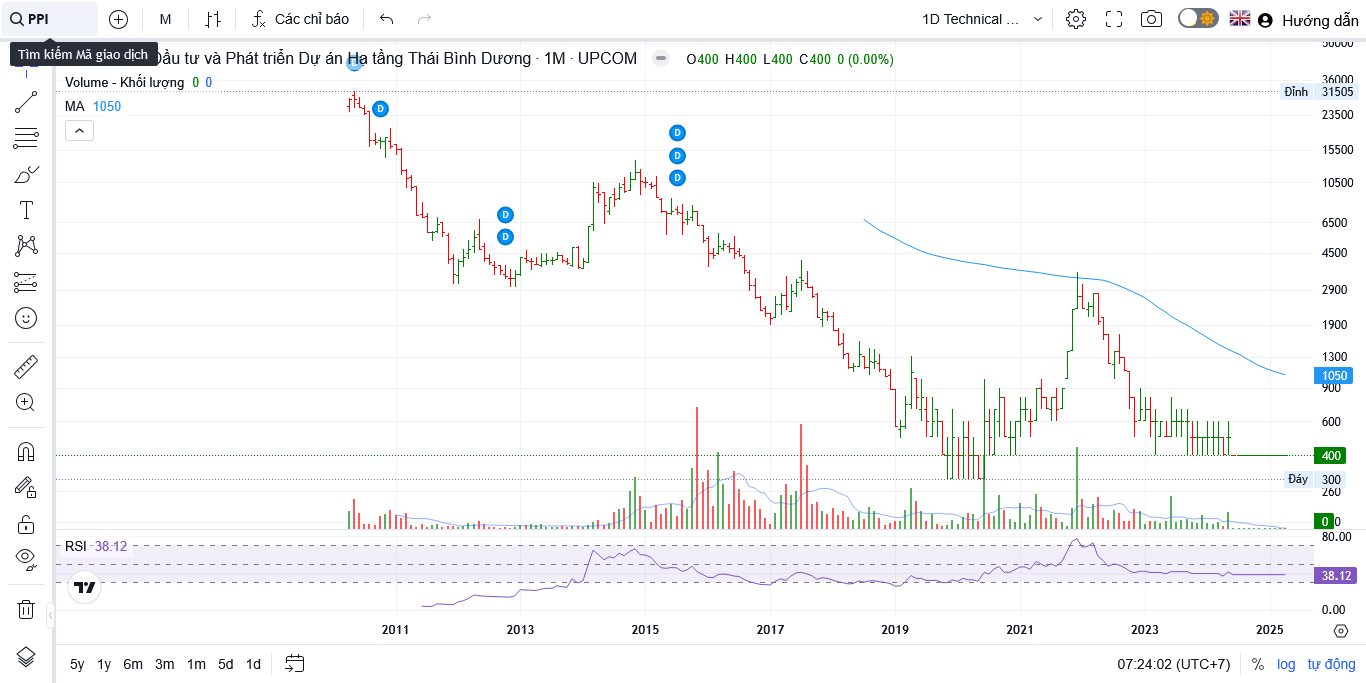 PPI
M
Các chỉ báo
1D Technical ...
Hướng dẫn
Tìm kiếm Mã giao dịch
Đầu tư và Phát triển Dự án Hạ tầng Thái Bình Dương · 1M · UPCOM
O400 H400 L400 C400 0 (0.00%)
Volume - Khối lượng 0 0
MA 1050
D
D
D
D
D
D
56000
36000
Đỉnh 31505
23500
15500
10500
6500
4500
2900
1900
1300
1050
900
600
400
Đáy 300
260
0 0
80.00
RSI 38.12
38.12
0.00
2011 2013 2015 2017 2019 2021 2023 2025
5y 1y 6m 3m 1m 5d 1d
07:24:02 (UTC+7) % log tự động